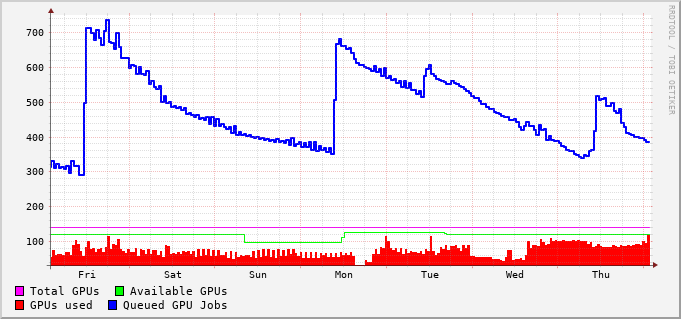 700
600
500
400
300
200
100
Fri Sat Sun Mon Tue Wed Thu
Total GPUs Available GPUs
GPUs used Queued GPU Jobs
RRDTOOL / TOBI OETIKER